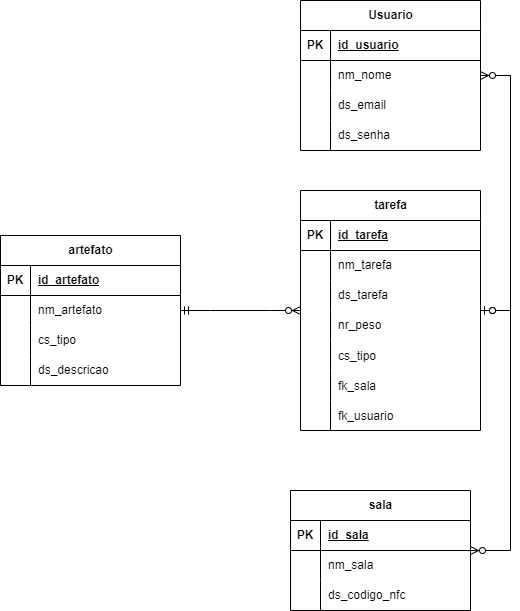 Usuario
PK id_usuario
nm_nome
ds_email
ds_senha
tarefa
PK id_tarefa
nm_tarefa
ds_tarefa
nr_peso
cs_tipo
fk_sala
fk_usuario
artefato
PK id_artefato
nm_artefato
cs_tipo
ds_descricao
sala
PK id_sala
nm_sala
ds_codigo_nfc